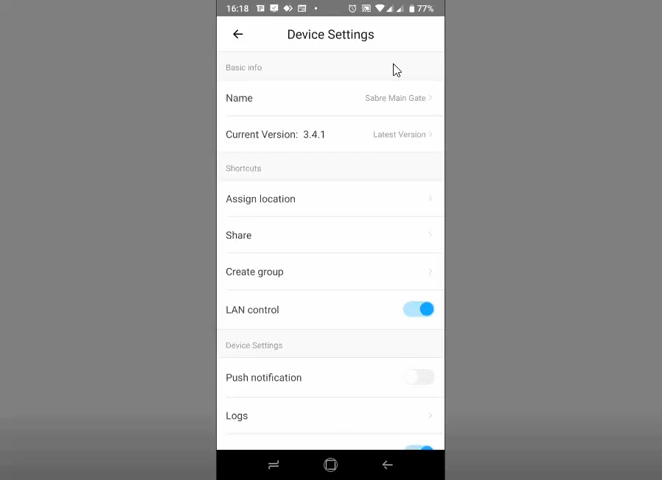 16:18
77%
Device Settings
Basic info
Name
Sabre Main Gate
Current Version: 3.4.1
Latest Version
Shortcuts
Assign location
Share
Create group
LAN control
Device Settings
Push notification
Logs